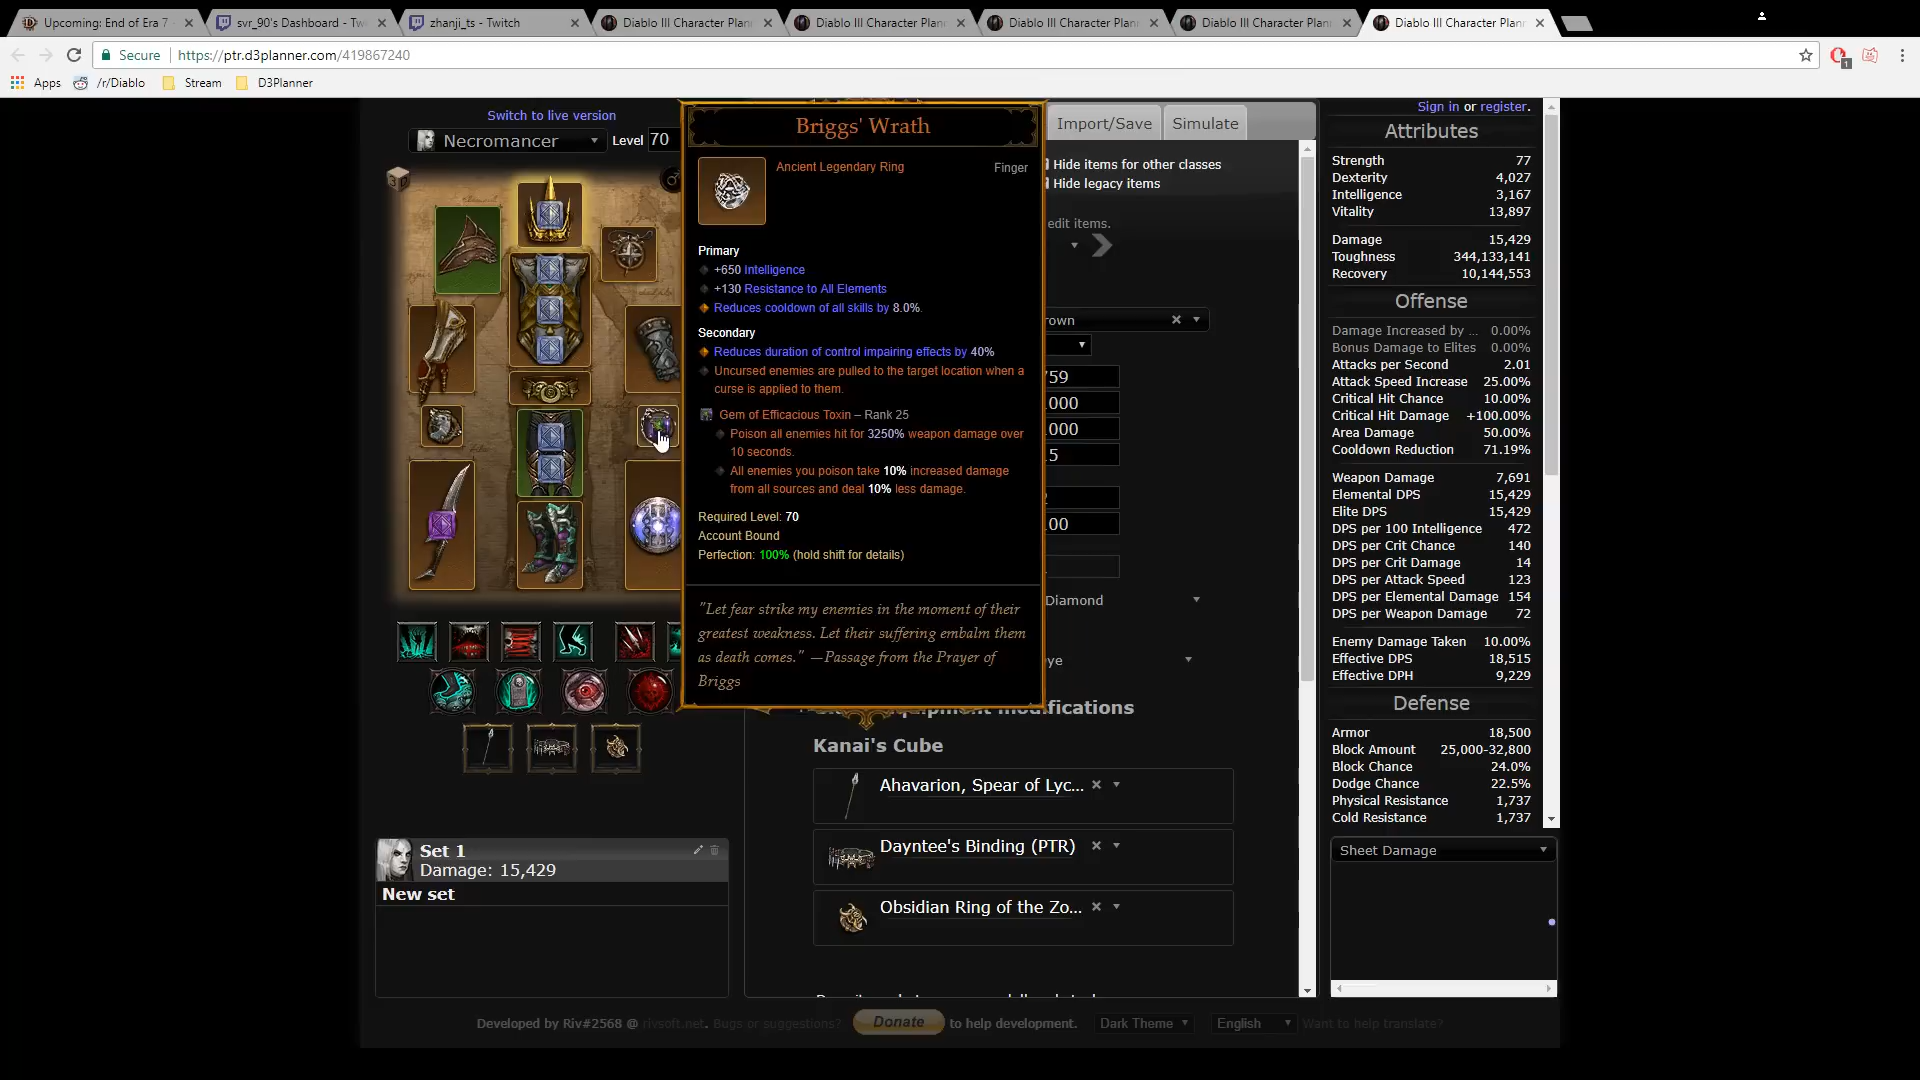 Upcoming: End of Era 7
svr_90's Dashboard - Tw
zhanji_ts - Twitch
Diablo III Character Plan
Diablo III Character Plan
Diablo III Character Plan
Diablo III Character Plan
Diablo III Character Plan
Secure
https://ptr.d3planner.com/419867240
Apps
/r/Diablo
Stream
D3Planner
Switch to live version
Necromancer
Level 70
3D
Briggs' Wrath
Ancient Legendary Ring
Finger
Primary
+650 Intelligence
+130 Resistance to All Elements
Reduces cooldown of all skills by 8.0%.
Secondary
Reduces duration of control impairing effects by 40%
Uncursed enemies are pulled to the target location when a
curse is applied to them.
Gem of Efficacious Toxin – Rank 25
Poison all enemies hit for 3250% weapon damage over
10 seconds.
All enemies you poison take 10% increased damage
from all sources and deal 10% less damage.
Required Level: 70
Account Bound
Perfection: 100% (hold shift for details)
"Let fear strike my enemies in the moment of their
greatest weakness. Let their suffering embalm them
as death comes." —Passage from the Prayer of
Briggs
Import/Save
Simulate
Hide items for other classes
Hide legacy items
edit items.
rown
759
000
000
5
00
Diamond
ye
Kanai's Cube
Ahavarion, Spear of Lyc...
Dayntee's Binding (PTR)
Obsidian Ring of the Zo...
Set 1
Damage: 15,429
New set
Sign in or register.
Attributes
Strength 77
Dexterity 4,027
Intelligence 3,167
Vitality 13,897
Damage 15,429
Toughness 344,133,141
Recovery 10,144,553
Offense
Damage Increased by ... 0.00%
Bonus Damage to Elites 0.00%
Attacks per Second 2.01
Attack Speed Increase 25.00%
Critical Hit Chance 10.00%
Critical Hit Damage +100.00%
Area Damage 50.00%
Cooldown Reduction 71.19%
Weapon Damage 7,691
Elemental DPS 15,429
Elite DPS 15,429
DPS per 100 Intelligence 472
DPS per Crit Chance 140
DPS per Crit Damage 14
DPS per Attack Speed 123
DPS per Elemental Damage 154
DPS per Weapon Damage 72
Enemy Damage Taken 10.00%
Effective DPS 18,515
Effective DPH 9,229
Defense
Armor 18,500
Block Amount 25,000-32,800
Block Chance 24.0%
Dodge Chance 22.5%
Physical Resistance 1,737
Cold Resistance 1,737
Sheet Damage
Developed by Riv#2568 @ rivsoft.net. Bugs or suggestions? Donate to help development. Dark Theme English Want to help translate?